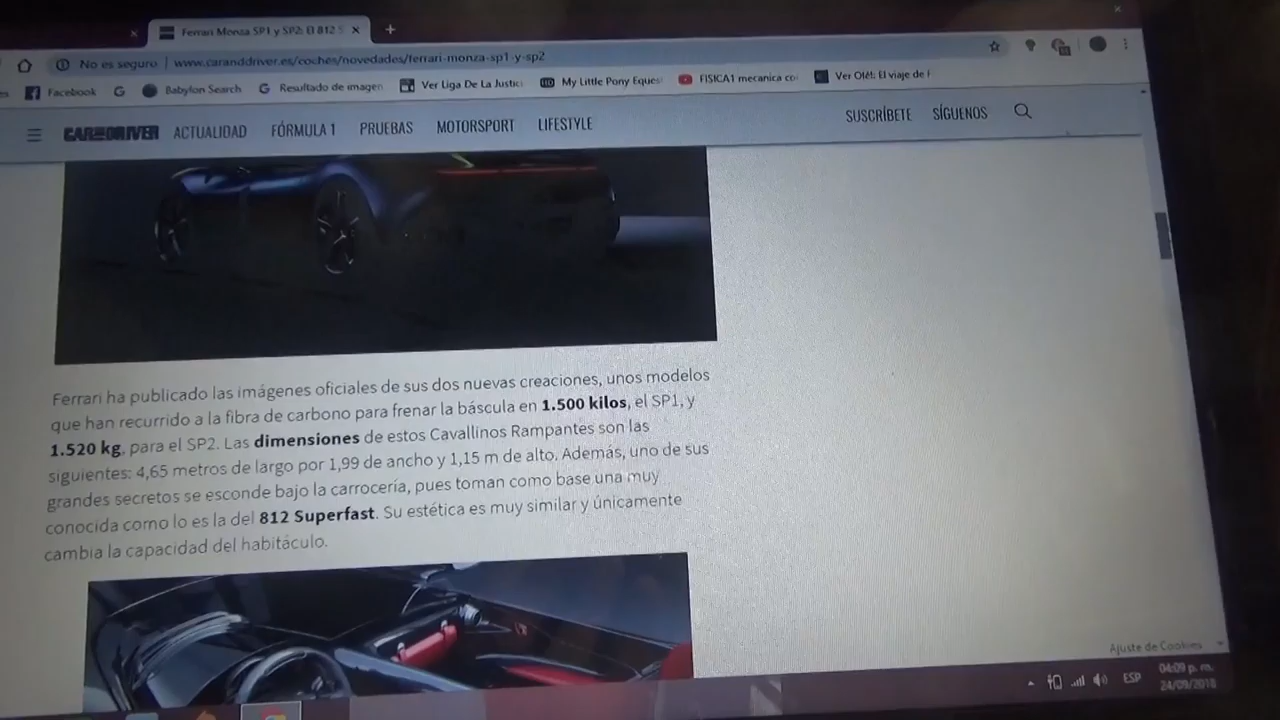 Ferrari Monza SP1 y SP2: El 812 S
No es seguro | www.caranddriver.es/coches/novedades/ferrari-monza-sp1-y-sp2
Facebook Babylon Search Resultado de imagen Ver Liga De La Justic My Little Pony Eques FISICA1 mecanica co Ver Olé!: El viaje de F
CAR AND DRIVER ACTUALIDAD FÓRMULA 1 PRUEBAS MOTORSPORT LIFESTYLE SUSCRÍBETE SÍGUENOS
Ferrari ha publicado las imágenes oficiales de sus dos nuevas creaciones, unos modelos
que han recurrido a la fibra de carbono para frenar la báscula en 1.500 kilos, el SP1, y
1.520 kg, para el SP2. Las dimensiones de estos Cavallinos Rampantes son las
siguientes: 4,65 metros de largo por 1,99 de ancho y 1,15 m de alto. Además, uno de sus
grandes secretos se esconde bajo la carrocería, pues toman como base una muy
conocida como lo es la del 812 Superfast. Su estética es muy similar y únicamente
cambia la capacidad del habitáculo.
Ajuste de Cookies
ESP 04:09 p. m.
24/09/2018